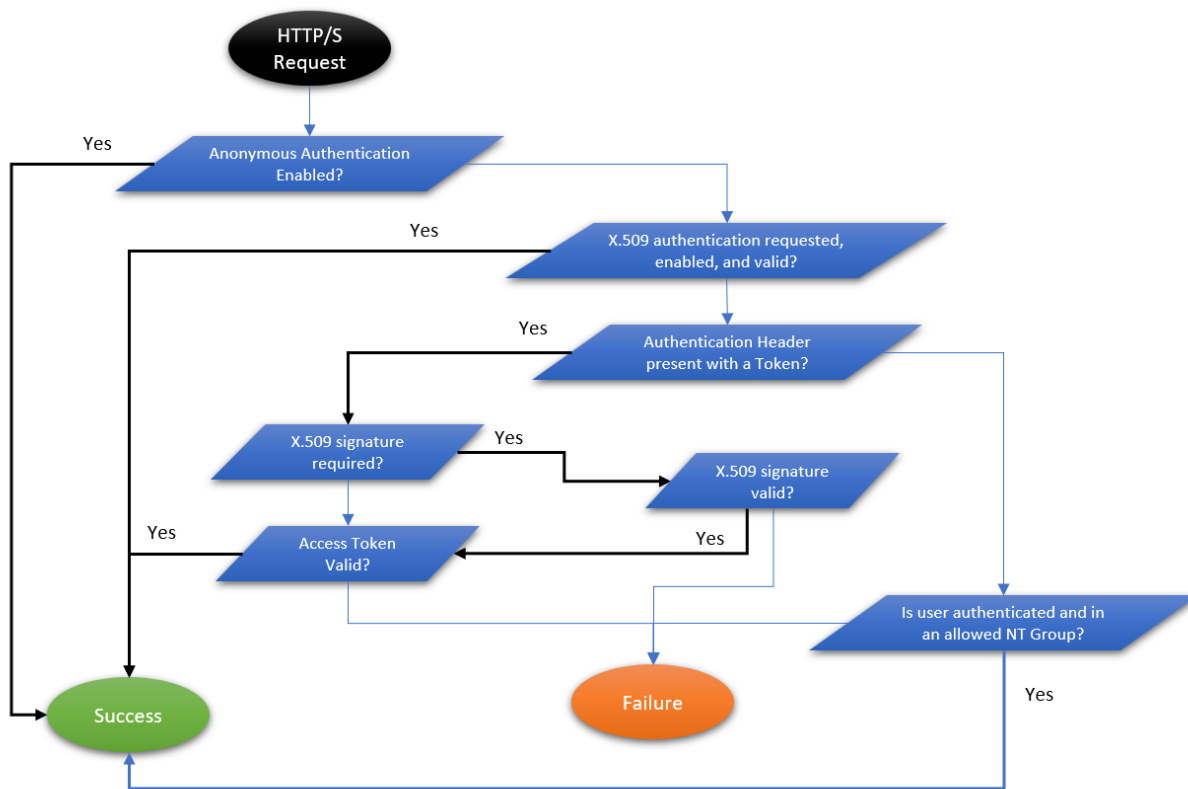 HTTP/S
Request
Yes
Anonymous Authentication
Enabled?
Yes
X.509 authentication requested,
enabled, and valid?
Yes
Authentication Header
present with a Token?
X.509 signature
required?
Yes
X.509 signature
valid?
Yes
Access Token
Valid?
Yes
Is user authenticated and in
an allowed NT Group?
Yes
Success
Failure